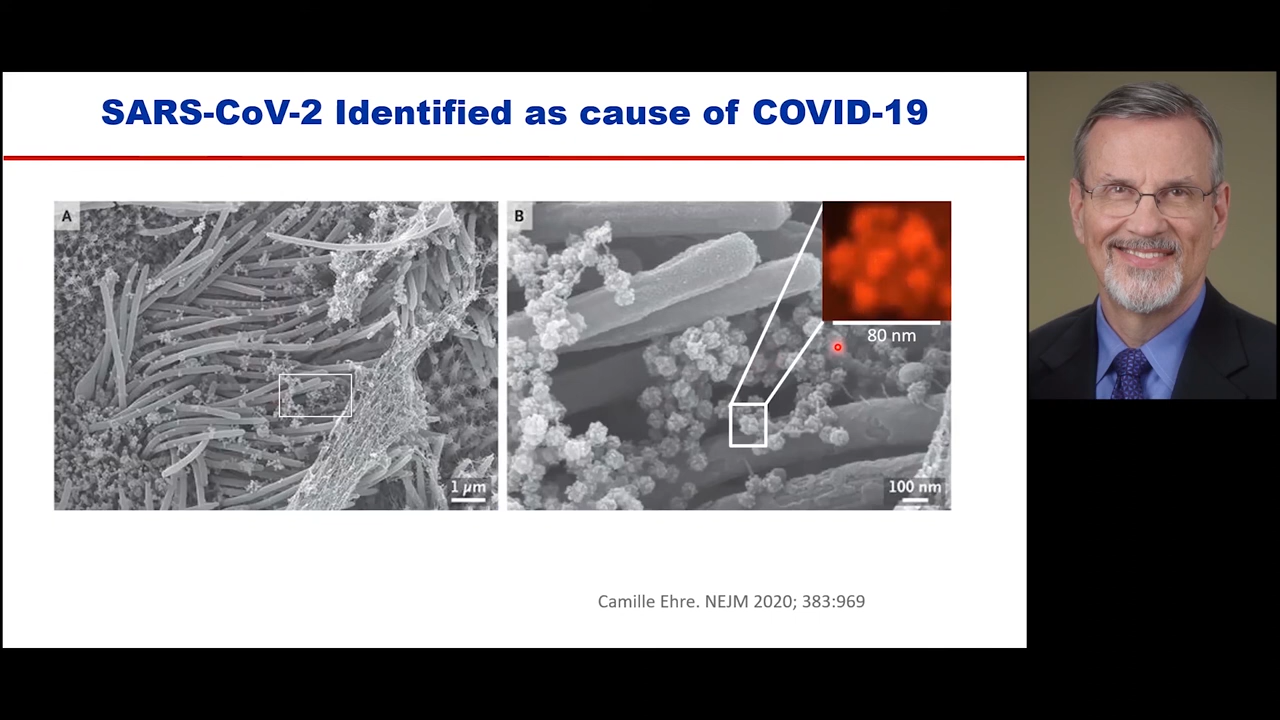 SARS-CoV-2 Identified as cause of COVID-19
A
B
80 nm
1 µm
100 nm
Camille Ehre. NEJM 2020; 383:969